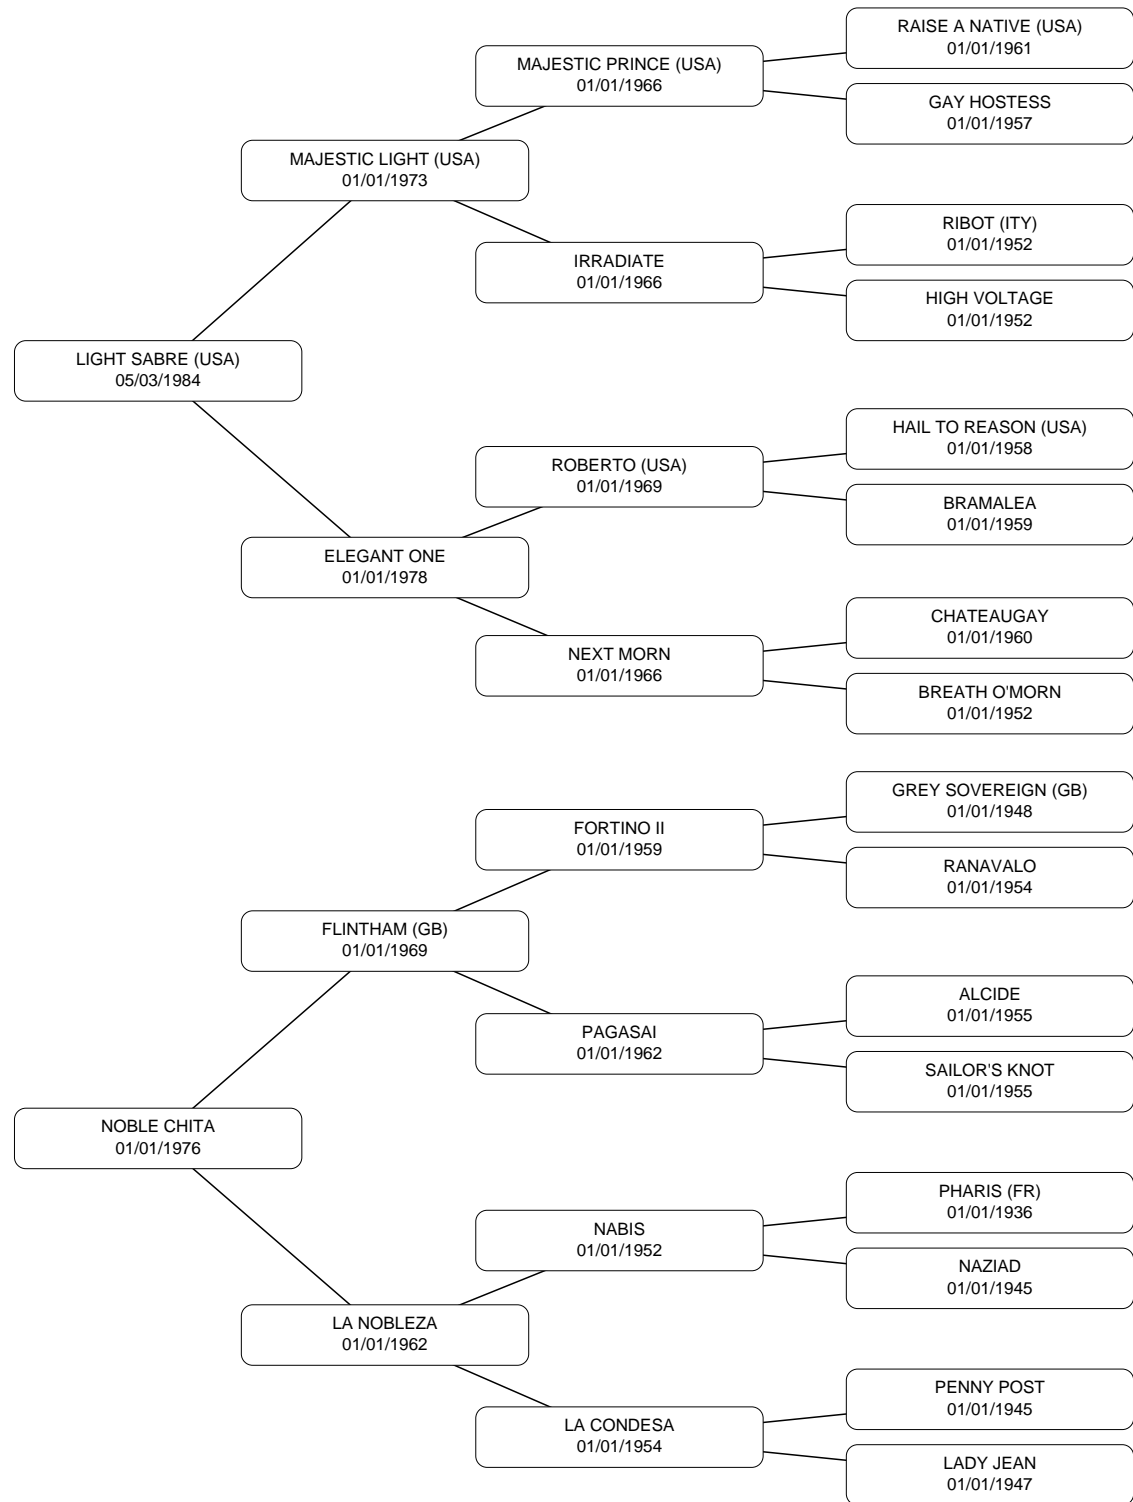 RAISE A NATIVE (USA)
01/01/1961
MAJESTIC PRINCE (USA)
01/01/1966
GAY HOSTESS
01/01/1957
MAJESTIC LIGHT (USA)
01/01/1973
RIBOT (ITY)
01/01/1952
IRRADIATE
01/01/1966
HIGH VOLTAGE
01/01/1952
LIGHT SABRE (USA)
05/03/1984
HAIL TO REASON (USA)
01/01/1958
ROBERTO (USA)
01/01/1969
BRAMALEA
01/01/1959
ELEGANT ONE
01/01/1978
CHATEAUGAY
01/01/1960
NEXT MORN
01/01/1966
BREATH O'MORN
01/01/1952
GREY SOVEREIGN (GB)
01/01/1948
FORTINO II
01/01/1959
RANAVALO
01/01/1954
FLINTHAM (GB)
01/01/1969
ALCIDE
01/01/1955
PAGASAI
01/01/1962
SAILOR'S KNOT
01/01/1955
NOBLE CHITA
01/01/1976
PHARIS (FR)
01/01/1936
NABIS
01/01/1952
NAZIAD
01/01/1945
LA NOBLEZA
01/01/1962
PENNY POST
01/01/1945
LA CONDESA
01/01/1954
LADY JEAN
01/01/1947